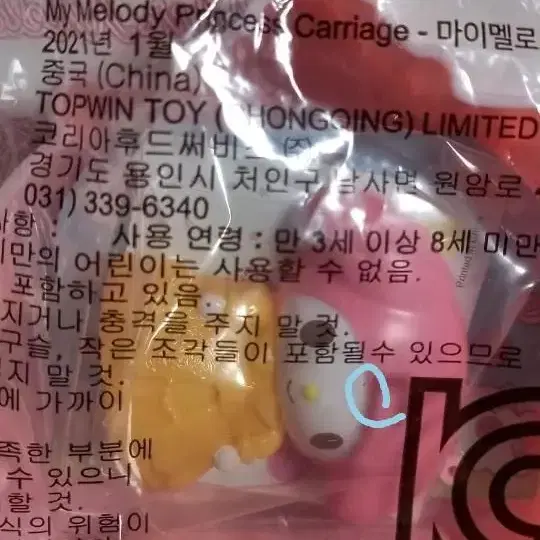 My Melody Princess Carriage - 마이멜로
2021년 1월
중국 (China)
TOPWIN TOY (CHONGQING) LIMITED
코리아휴드써비스 ㈜
경기도 용인시 처인구 남사면 원암로
031) 339-6340
사항 : 사용 연령 : 만 3세 이상 8세 미만
미만의 어린이는 사용할 수 없음.
포함하고 있음
지거나 충격을 주지 말 것.
구슬, 작은 조각들이 포함될수 있으므로
지 말 것.
에 가까이
족한 부분에
수 있으니
할 것.
식의 위험이